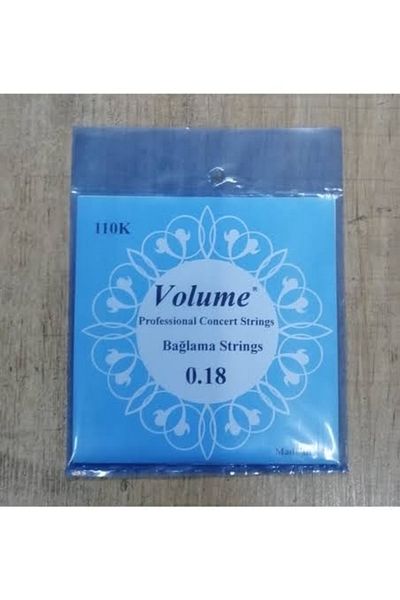 110K
Volume®
Professional Concert Strings
Bağlama Strings
0.18